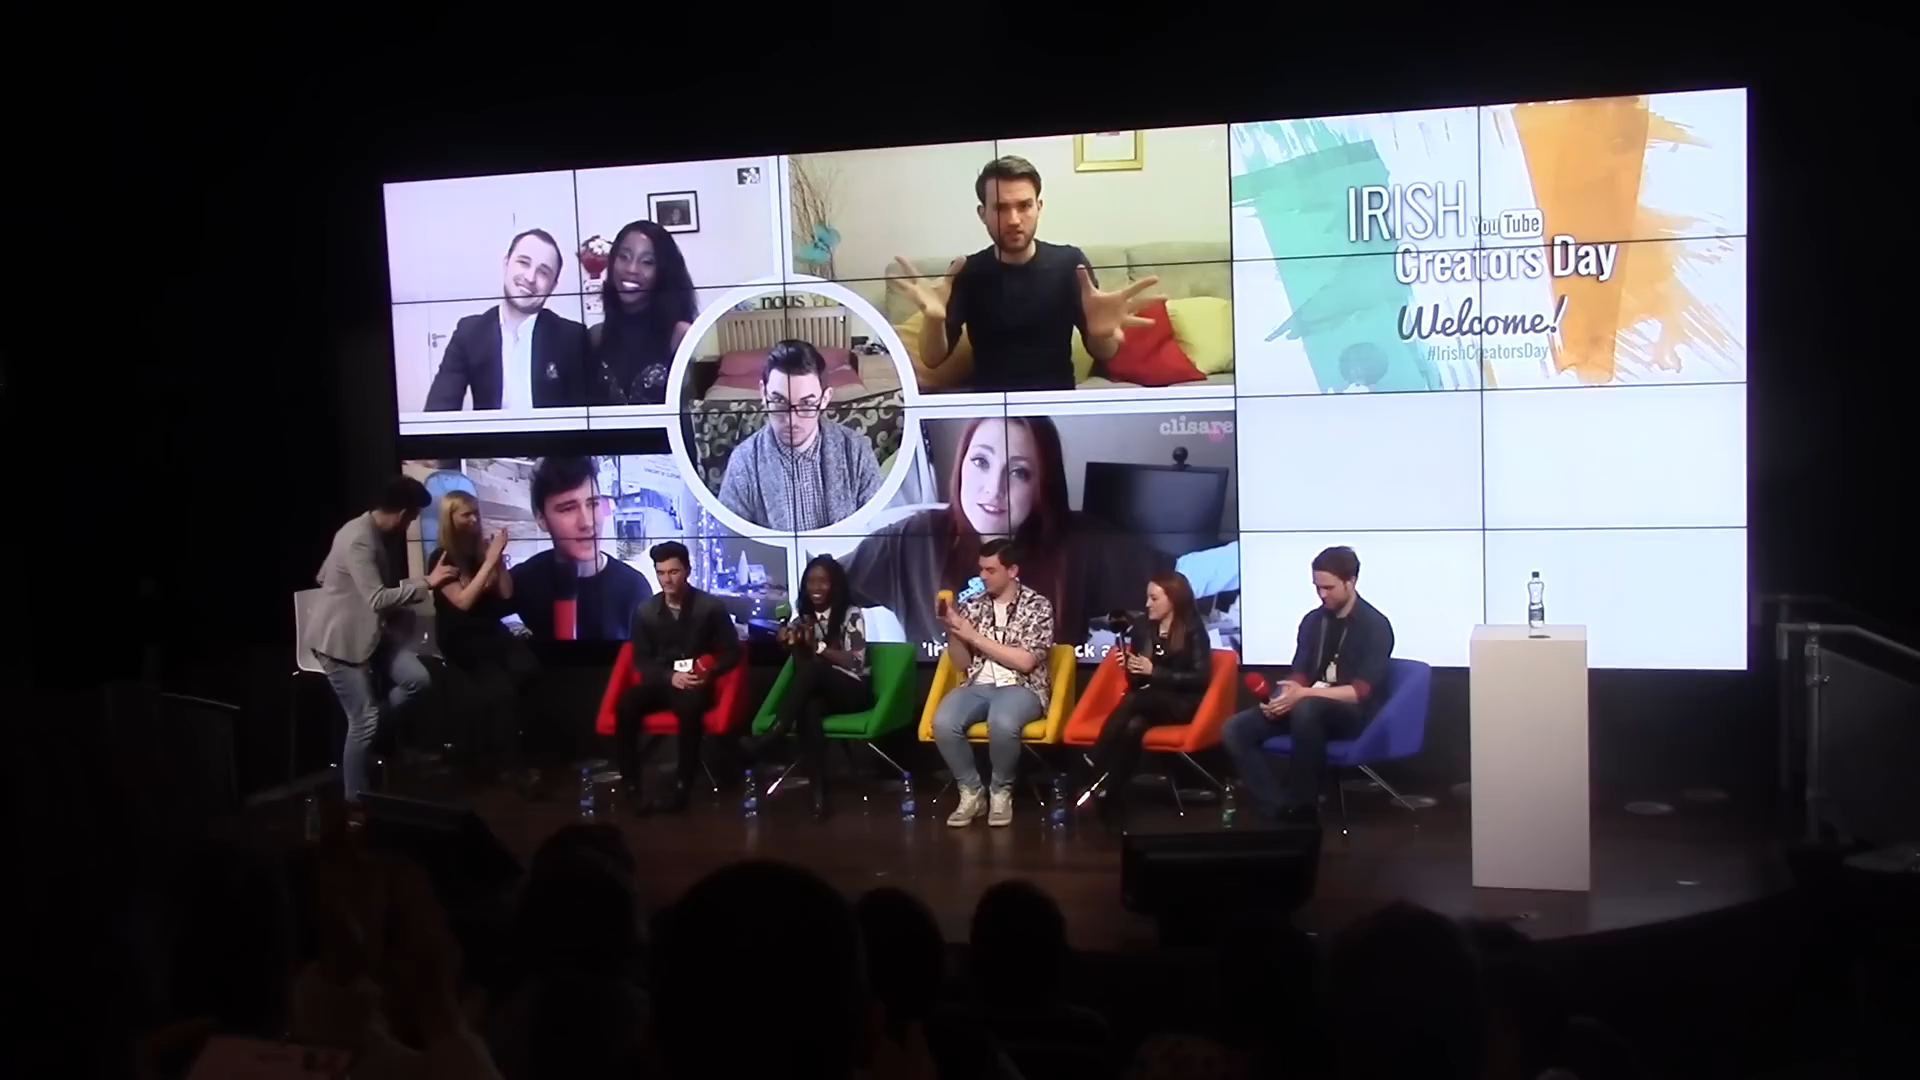 nous
IRISH YouTube
Creators Day
Welcome!
#IrishCreatorsDay
clisare